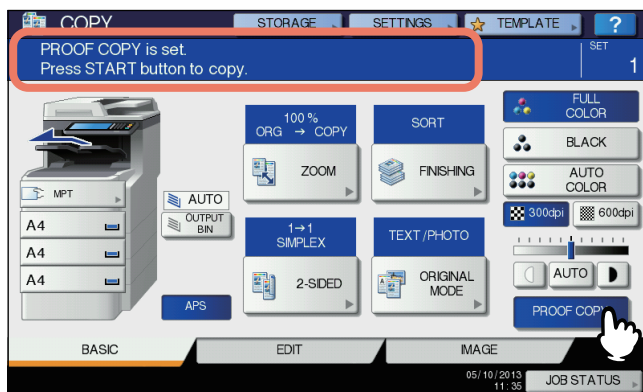 COPY
STORAGE
SETTINGS
TEMPLATE
?
PROOF COPY is set.
Press START button to copy.
SET
1
100 %
ORG → COPY
ZOOM
SORT
FINISHING
FULL
COLOR
BLACK
AUTO
COLOR
300dpi
600dpi
MPT
A4
A4
A4
AUTO
OUTPUT
BIN
APS
1→1
SIMPLEX
2-SIDED
TEXT/PHOTO
ORIGINAL
MODE
AUTO
PROOF COPY
BASIC
EDIT
IMAGE
05/10/2013
11:35
JOB STATUS